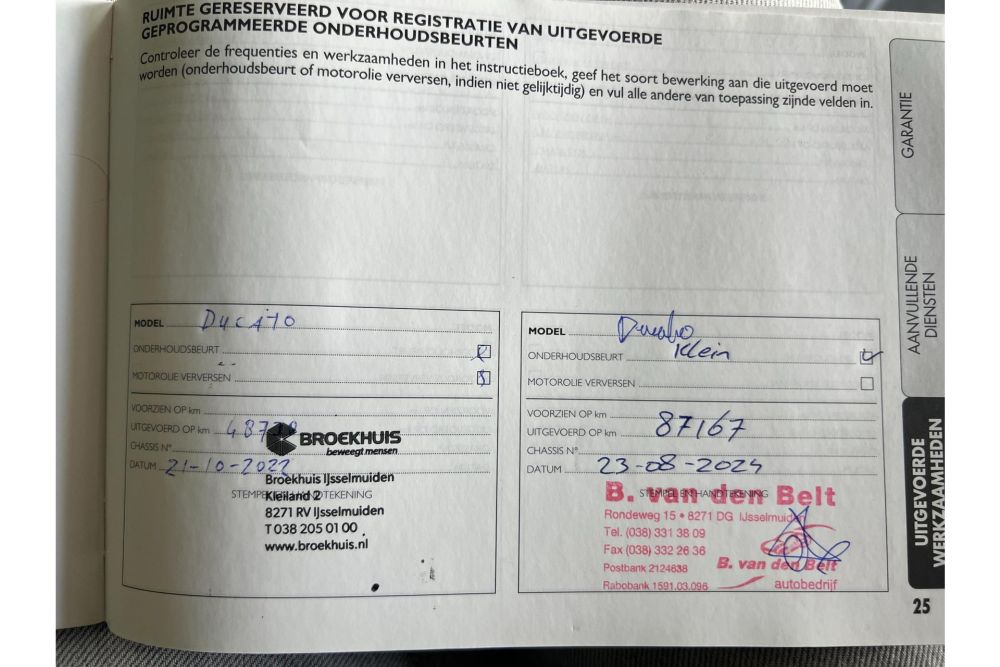 RUIMTE GERESERVEERD VOOR REGISTRATIE VAN UITGEVOERDE
GEPROGRAMMEERDE ONDERHOUDSBEURTEN
Controleer de frequenties en werkzaamheden in het instructieboek, geef het soort bewerking aan die uitgevoerd moet
worden (onderhoudsbeurt of motorolie verversen, indien niet gelijktijdig) en vul alle andere van toepassing zijnde velden in.
MODEL DUCATO
ONDERHOUDSBEURT
MOTOROLIE VERVERSEN
VOORZIEN OP km
UITGEVOERD OP km
CHASSIS N°
DATUM 21-10-2022
STEMPEL EN HANDTEKENING
BROEKHUIS
beweegt mensen
Broekhuis IJsselmuiden
Kleiland 2
8271 RV IJsselmuiden
T 038 205 01 00
www.broekhuis.nl
MODEL Ducato
Klein
ONDERHOUDSBEURT
MOTOROLIE VERVERSEN
VOORZIEN OP km
UITGEVOERD OP km 87167
CHASSIS N°
DATUM 23-08-2024
STEMPEL EN HANDTEKENING
B. van den Belt
Rondeweg 15 • 8271 DG IJsselmuiden
Tel. (038) 331 38 09
Fax (038) 332 26 36
Postbank 2124638
Rabobank 1591.03.096
B. van den Belt
autobedrijf
GARANTIE
AANVULLENDE
DIENSTEN
UITGEVOERDE
WERKZAAMHEDEN
25